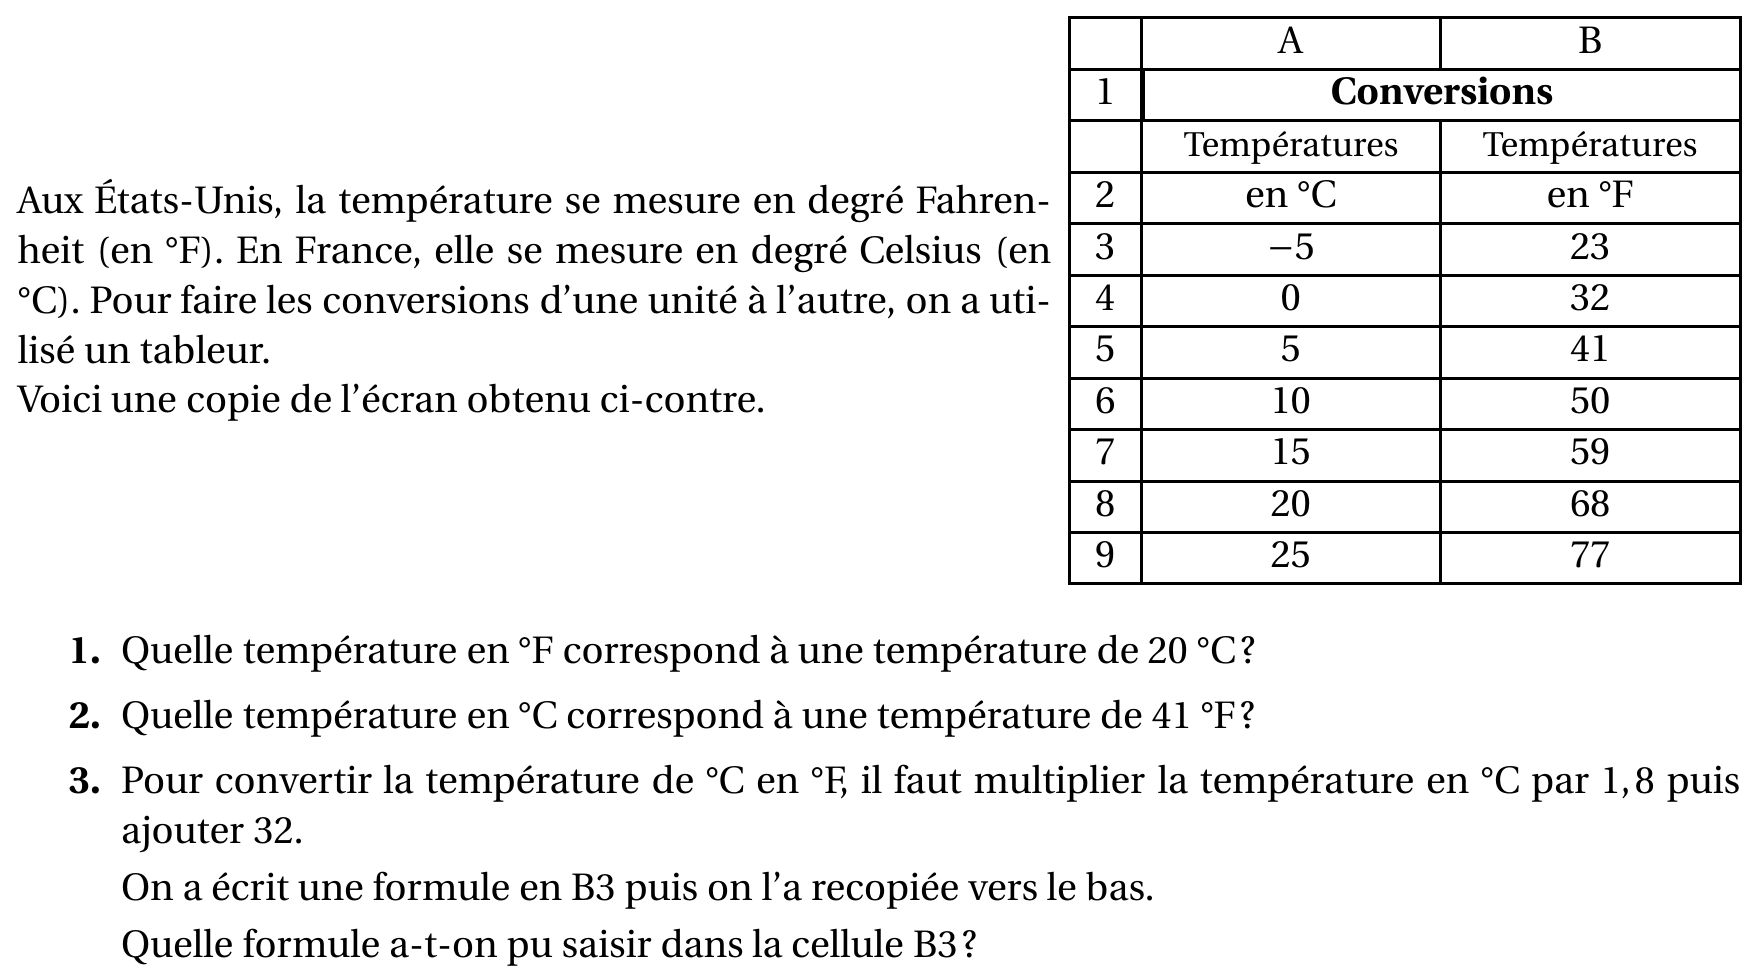 Aux États-Unis, la température se mesure en degré Fahren-
heit (en °F). En France, elle se mesure en degré Celsius (en
°C). Pour faire les conversions d'une unité à l'autre, on a uti-
lisé un tableur.
Voici une copie de l'écran obtenu ci-contre.
A B
1 Conversions
Températures Températures
2 en °C en °F
3 −5 23
4 0 32
5 5 41
6 10 50
7 15 59
8 20 68
9 25 77
1. Quelle température en °F correspond à une température de 20 °C ?
2. Quelle température en °C correspond à une température de 41 °F ?
3. Pour convertir la température de °C en °F, il faut multiplier la température en °C par 1,8 puis
ajouter 32.
On a écrit une formule en B3 puis on l'a recopiée vers le bas.
Quelle formule a-t-on pu saisir dans la cellule B3 ?